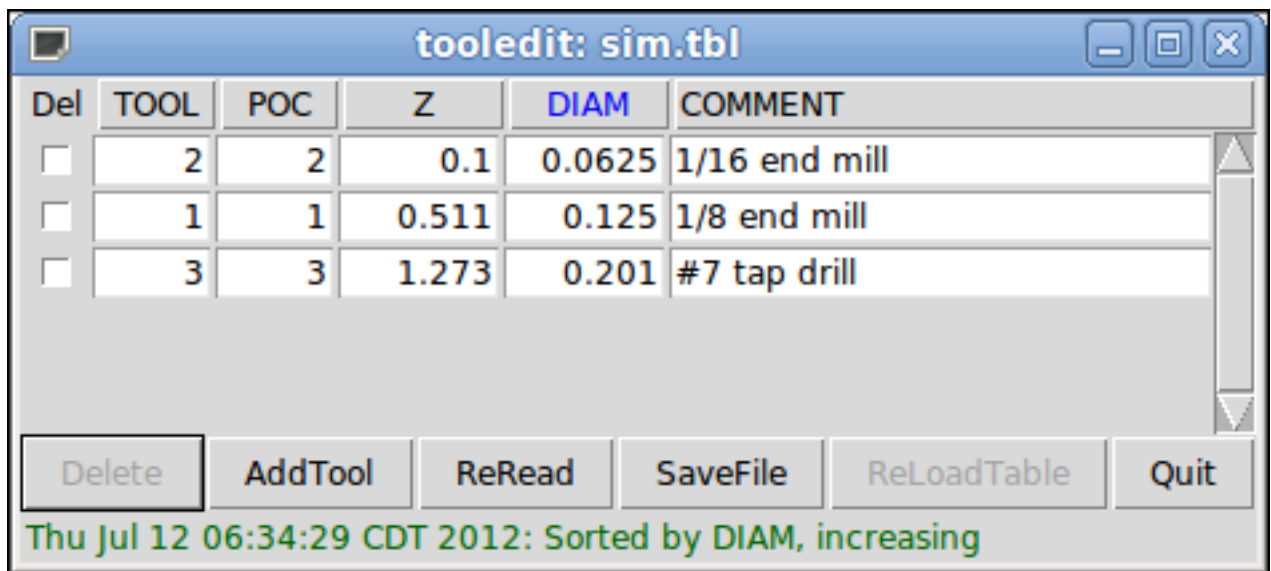 tooledit: sim.tbl
Del TOOL POC Z DIAM COMMENT
2 2 0.1 0.0625 1/16 end mill
1 1 0.511 0.125 1/8 end mill
3 3 1.273 0.201 #7 tap drill
Delete AddTool ReRead SaveFile ReLoadTable Quit
Thu Jul 12 06:34:29 CDT 2012: Sorted by DIAM, increasing